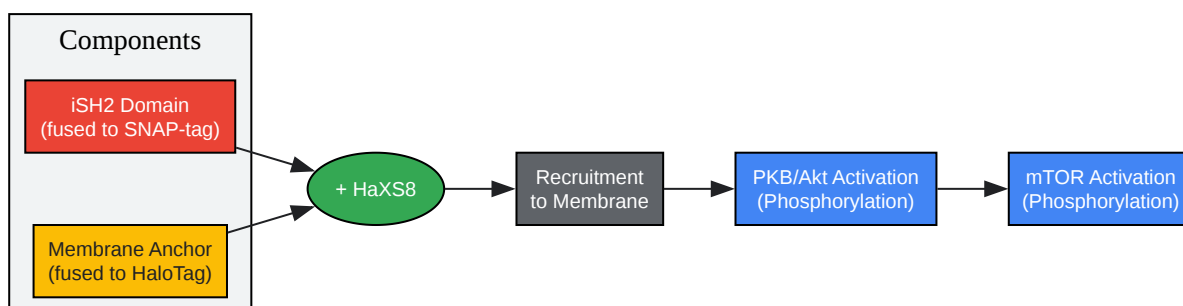 Components
iSH2 Domain
(fused to SNAP-tag)
Membrane Anchor
(fused to HaloTag)
+ HaXS8
Recruitment
to Membrane
PKB/Akt Activation
(Phosphorylation)
mTOR Activation
(Phosphorylation)